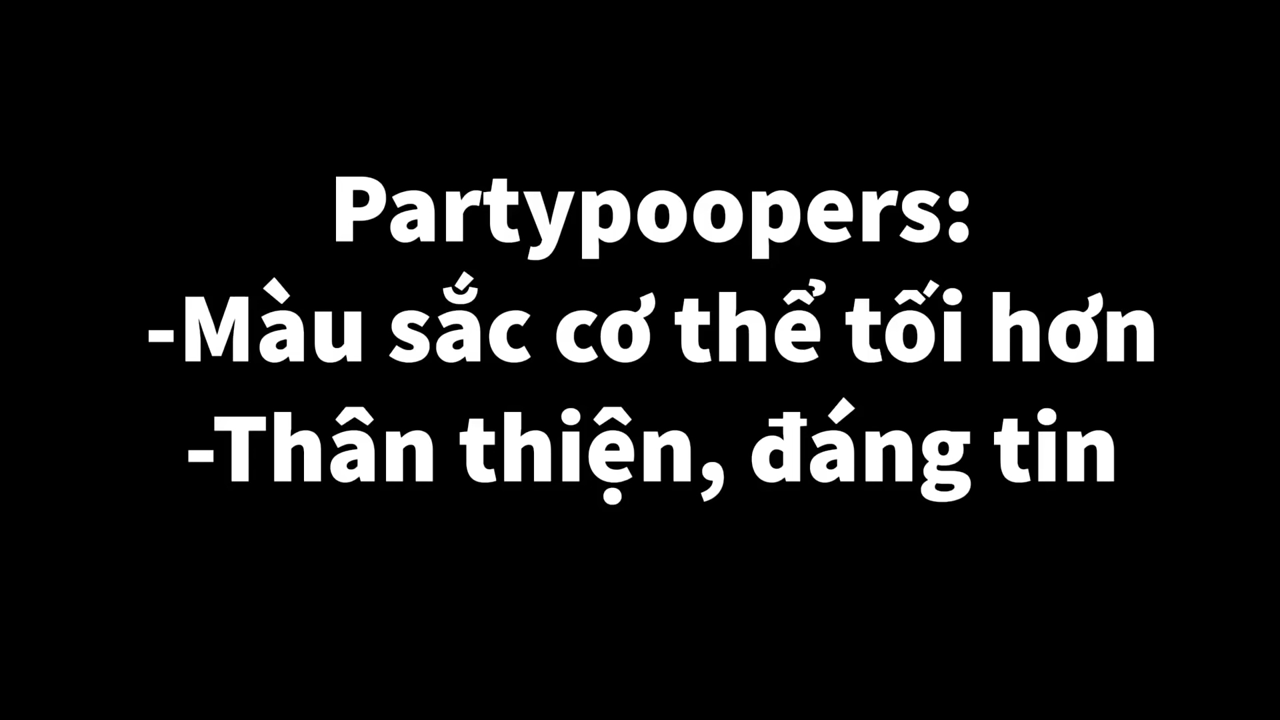 Partypoopers:
-Màu sắc cơ thể tối hơn
-Thân thiện, đáng tin